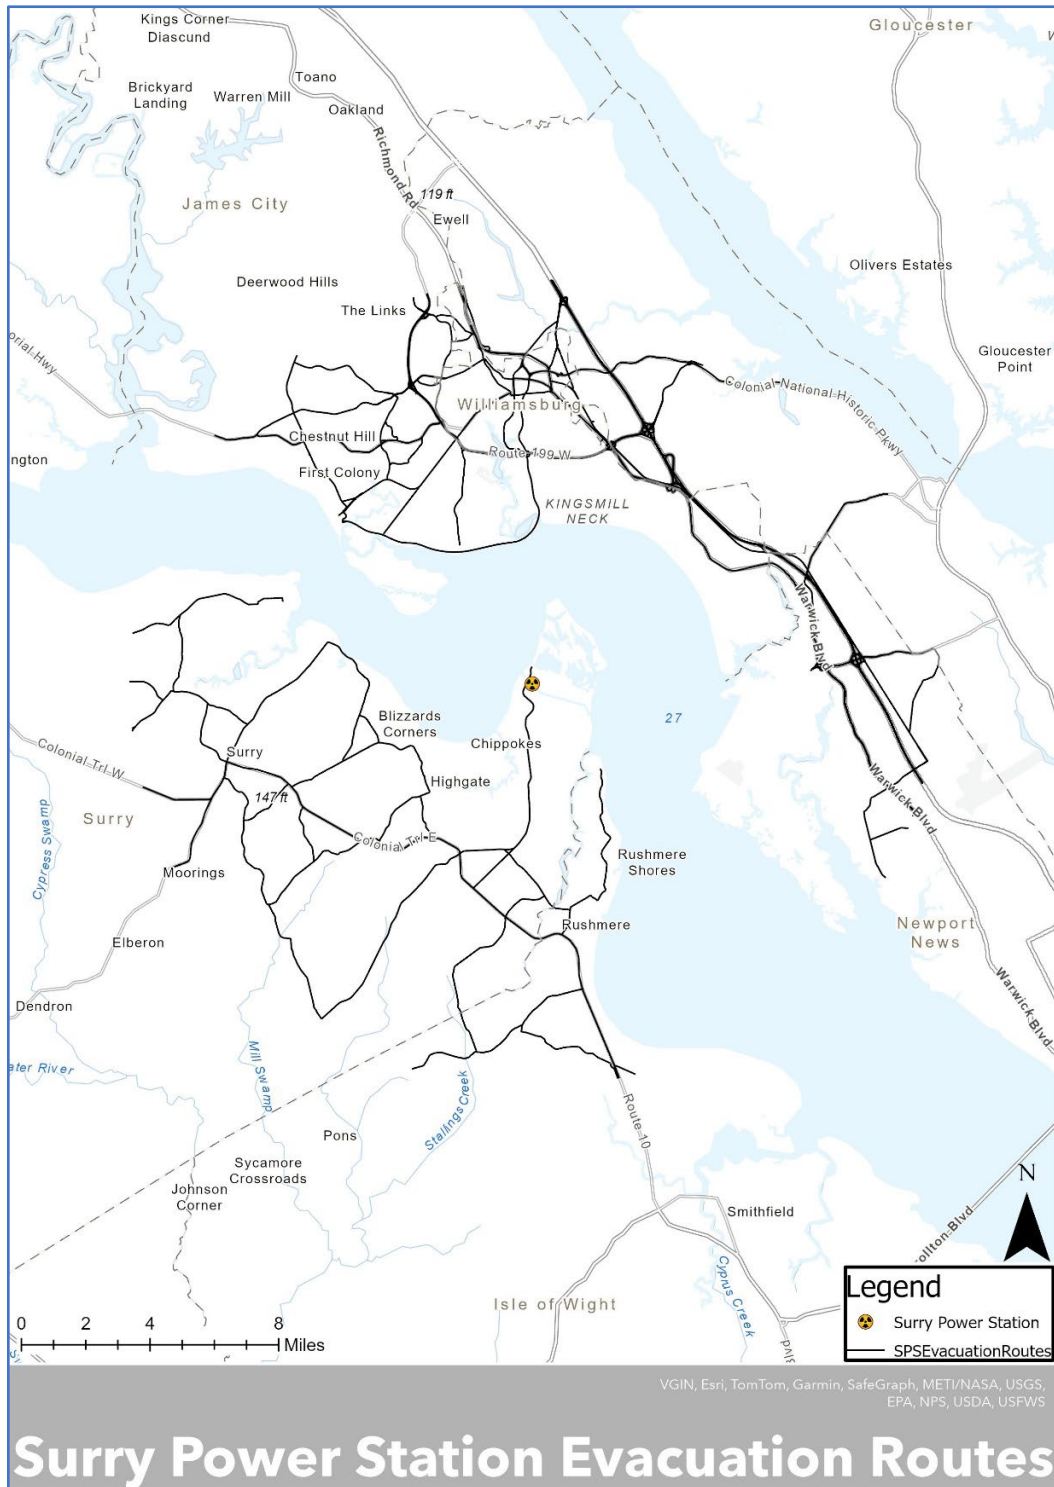 Kings Corner
Diascund
Gloucester
Toano
Brickyard
Landing
Warren Mill
Oakland
Richmond Rd
James City
119 ft
Ewell
Olivers Estates
Deerwood Hills
The Links
orial Hwy
Gloucester
Point
Colonial National Historic Pkwy
Williamsburg
Chestnut Hill
Route 199 W
ngton
First Colony
KINGSMILL
NECK
Warwick Blvd
Blizzards
Corners
27
Colonial Trl W
Surry
Chippokes
Highgate
147 ft
Warwick Blvd
Cypress Swamp
Surry
Colonial Trl E
Moorings
Rushmere
Shores
Rushmere
Newport
News
Elberon
Warwick Blvd
Dendron
ater River
Mill Swamp
Stallings Creek
Route 10
Pons
Sycamore
Crossroads
Johnson
Corner
Smithfield
ollton Blvd
N
Cyprus Creek
Isle of Wight
Blvd
Legend
Surry Power Station
SPSEvacuationRoutes
0 2 4 8
Miles
VGIN, Esri, TomTom, Garmin, SafeGraph, METI/NASA, USGS,
EPA, NPS, USDA, USFWS
Surry Power Station Evacuation Routes